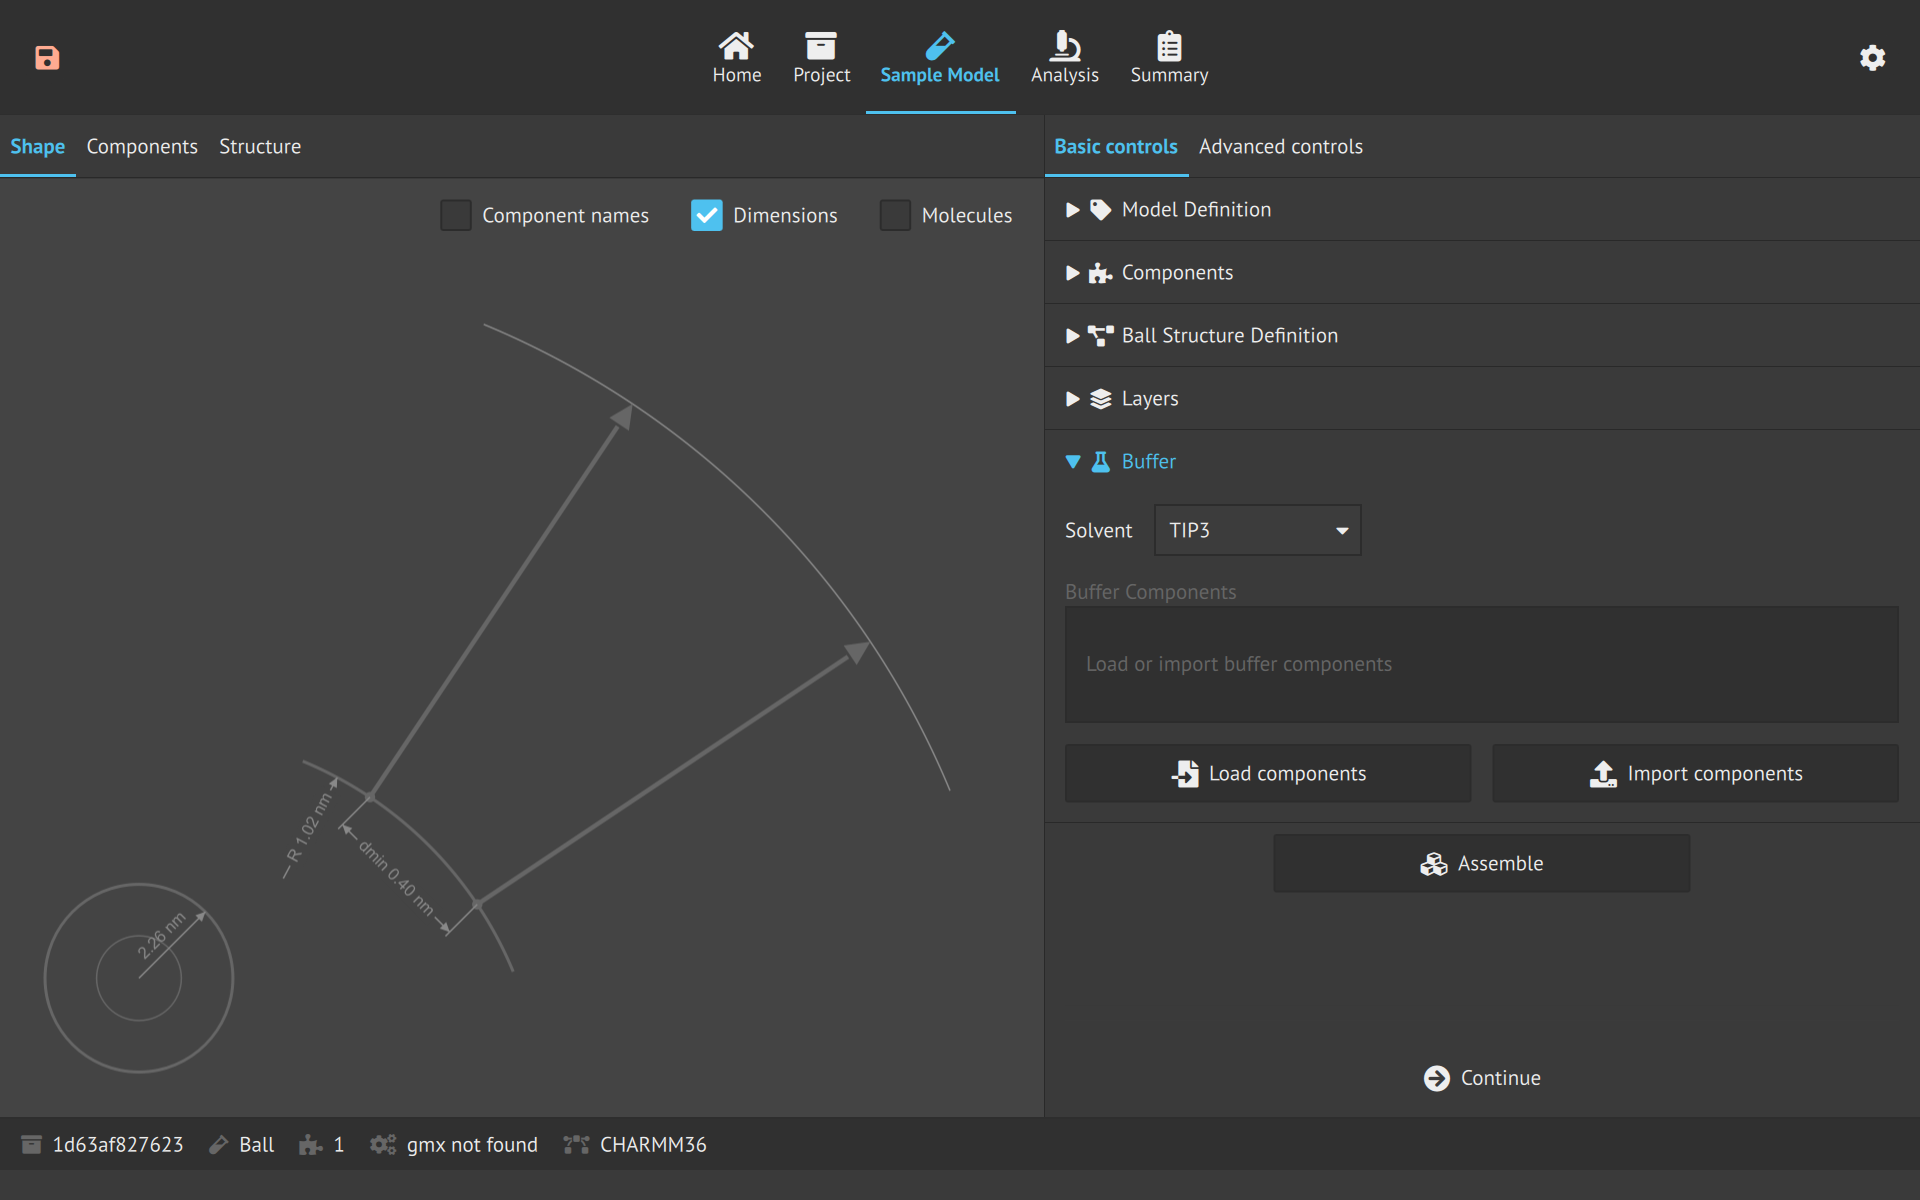 Home
Project
Sample Model
Analysis
Summary
Shape
Components
Structure
Component names
Dimensions
Molecules
R 1.02 nm
dmin 0.40 nm
2.26 nm
Basic controls
Advanced controls
Model Definition
Components
Ball Structure Definition
Layers
Buffer
Solvent
TIP3
Buffer Components
Load or import buffer components
Load components
Import components
Assemble
Continue
1d63af827623
Ball
1
gmx not found
CHARMM36